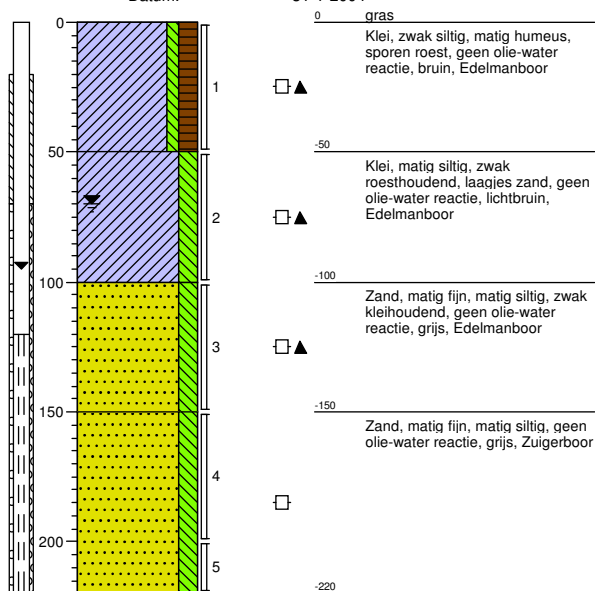 0
gras
Klei, zwak siltig, matig humeus,
sporen roest, geen olie-water
reactie, bruin, Edelmanboor
-50
Klei, matig siltig, zwak
roesthoudend, laagjes zand, geen
olie-water reactie, lichtbruin,
Edelmanboor
-100
Zand, matig fijn, matig siltig, zwak
kleihoudend, geen olie-water
reactie, grijs, Edelmanboor
-150
Zand, matig fijn, matig siltig, geen
olie-water reactie, grijs, Zuigerboor
-220
0
50
100
150
200
1
2
3
4
5